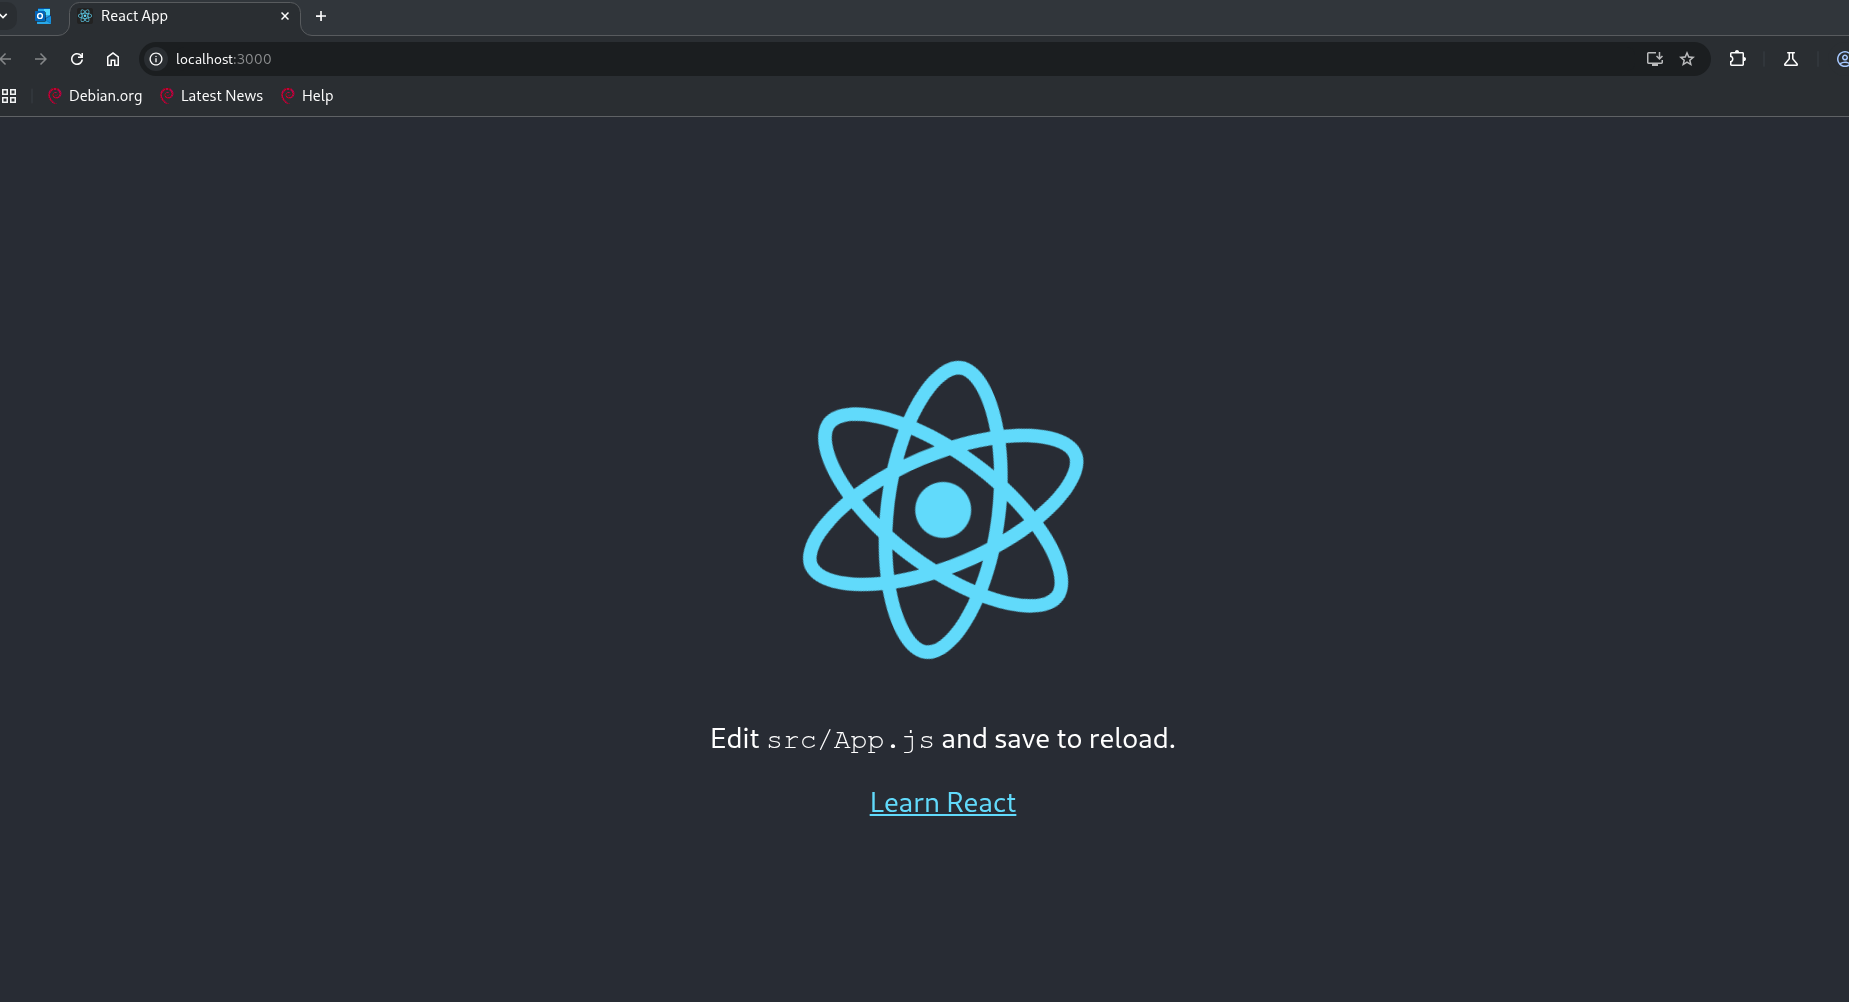 React App
localhost:3000
Debian.org Latest News Help
Edit src/App.js and save to reload.
Learn React